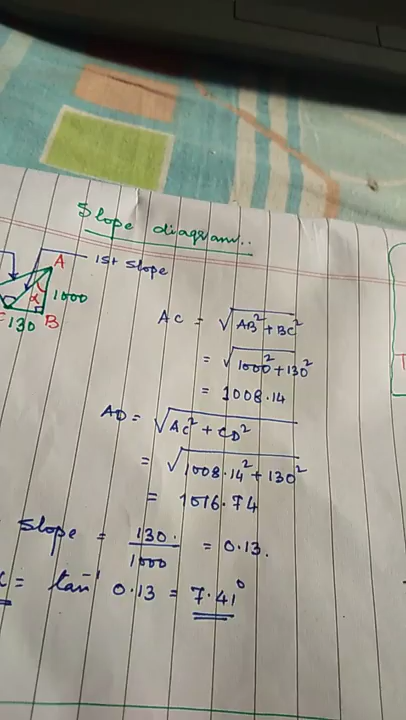 Slope diagram..
A
1st slope
α
1000
130 B
AC = √AB² + BC²
= √1000² + 130²
= 1008.14
AD = √AC² + CD²
= √1008.14² + 130²
= 1016.74
Slope = 130. / 1000 = 0.13.
= tan⁻¹ 0.13 = 7.41°